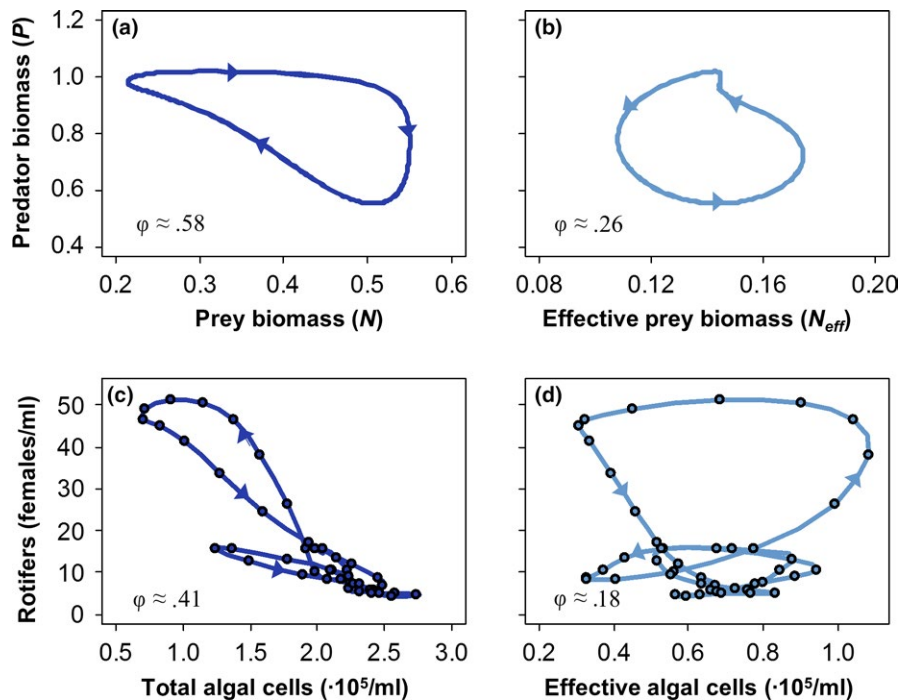 (a)
Predator biomass (P)
1.2
1.0
0.8
0.6
0.4
φ ≈ .58
0.2 0.3 0.4 0.5 0.6
Prey biomass (N)
(b)
φ ≈ .26
0.08 0.12 0.16 0.20
Effective prey biomass (Neff)
(c)
Rotifers (females/ml)
50
40
30
20
10
0
φ ≈ .41
0.5 1.0 1.5 2.0 2.5 3.0
Total algal cells (·10⁵/ml)
(d)
φ ≈ .18
0.2 0.4 0.6 0.8 1.0
Effective algal cells (·10⁵/ml)